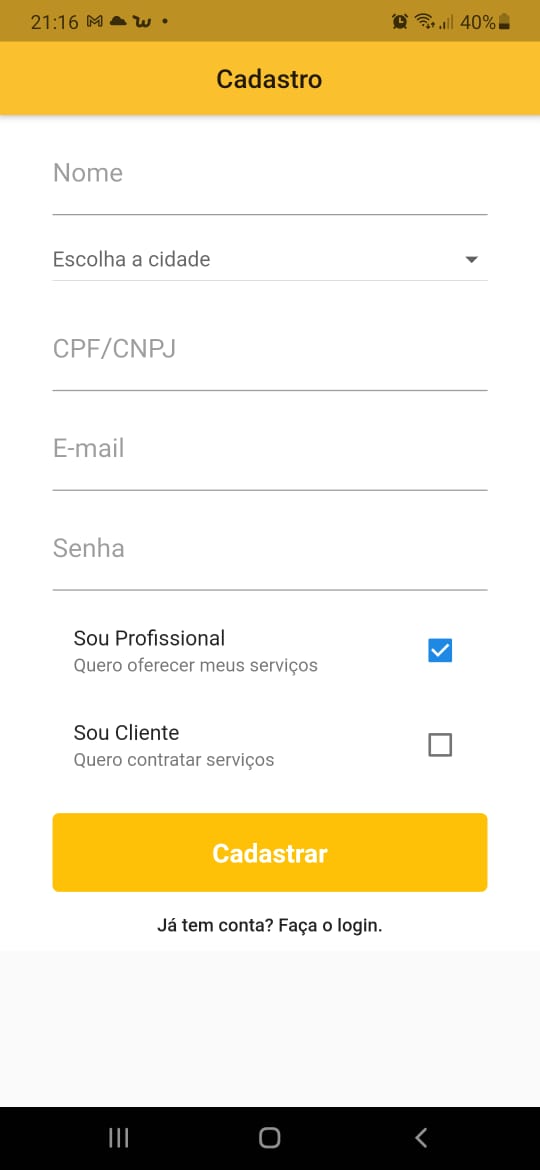 21:16 40%
Cadastro
Nome
Escolha a cidade
CPF/CNPJ
E-mail
Senha
Sou Profissional
Quero oferecer meus serviços
Sou Cliente
Quero contratar serviços
Cadastrar
Já tem conta? Faça o login.